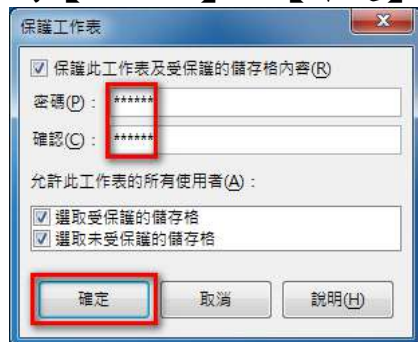 保護工作表
保護此工作表及受保護的儲存格內容(R)
密碼(P)： ******
確認(C)： ******
允許此工作表的所有使用者(A)：
選取受保護的儲存格
選取未受保護的儲存格
確定 取消 說明(H)